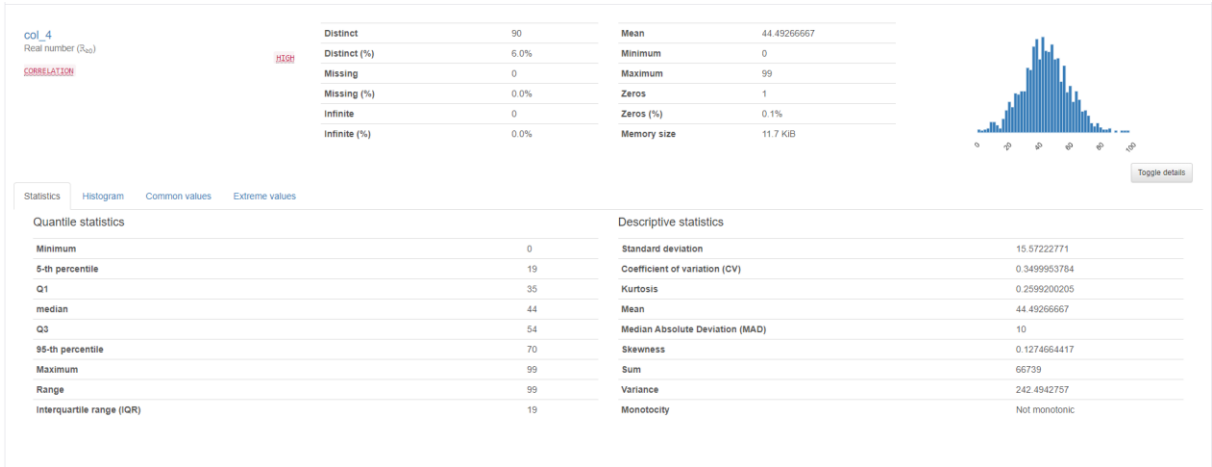 col_4
Real number (ℝ≥0)
HIGH
CORRELATION
Distinct 90
Distinct (%) 6.0%
Missing 0
Missing (%) 0.0%
Infinite 0
Infinite (%) 0.0%
Mean 44.49266667
Minimum 0
Maximum 99
Zeros 1
Zeros (%) 0.1%
Memory size 11.7 KiB
0 20 40 60 80 100
Toggle details
Statistics Histogram Common values Extreme values
Quantile statistics
Minimum 0
5-th percentile 19
Q1 35
median 44
Q3 54
95-th percentile 70
Maximum 99
Range 99
Interquartile range (IQR) 19
Descriptive statistics
Standard deviation 15.57222771
Coefficient of variation (CV) 0.3499953784
Kurtosis 0.2599200205
Mean 44.49266667
Median Absolute Deviation (MAD) 10
Skewness 0.1274664417
Sum 66739
Variance 242.4942757
Monotocity Not monotonic